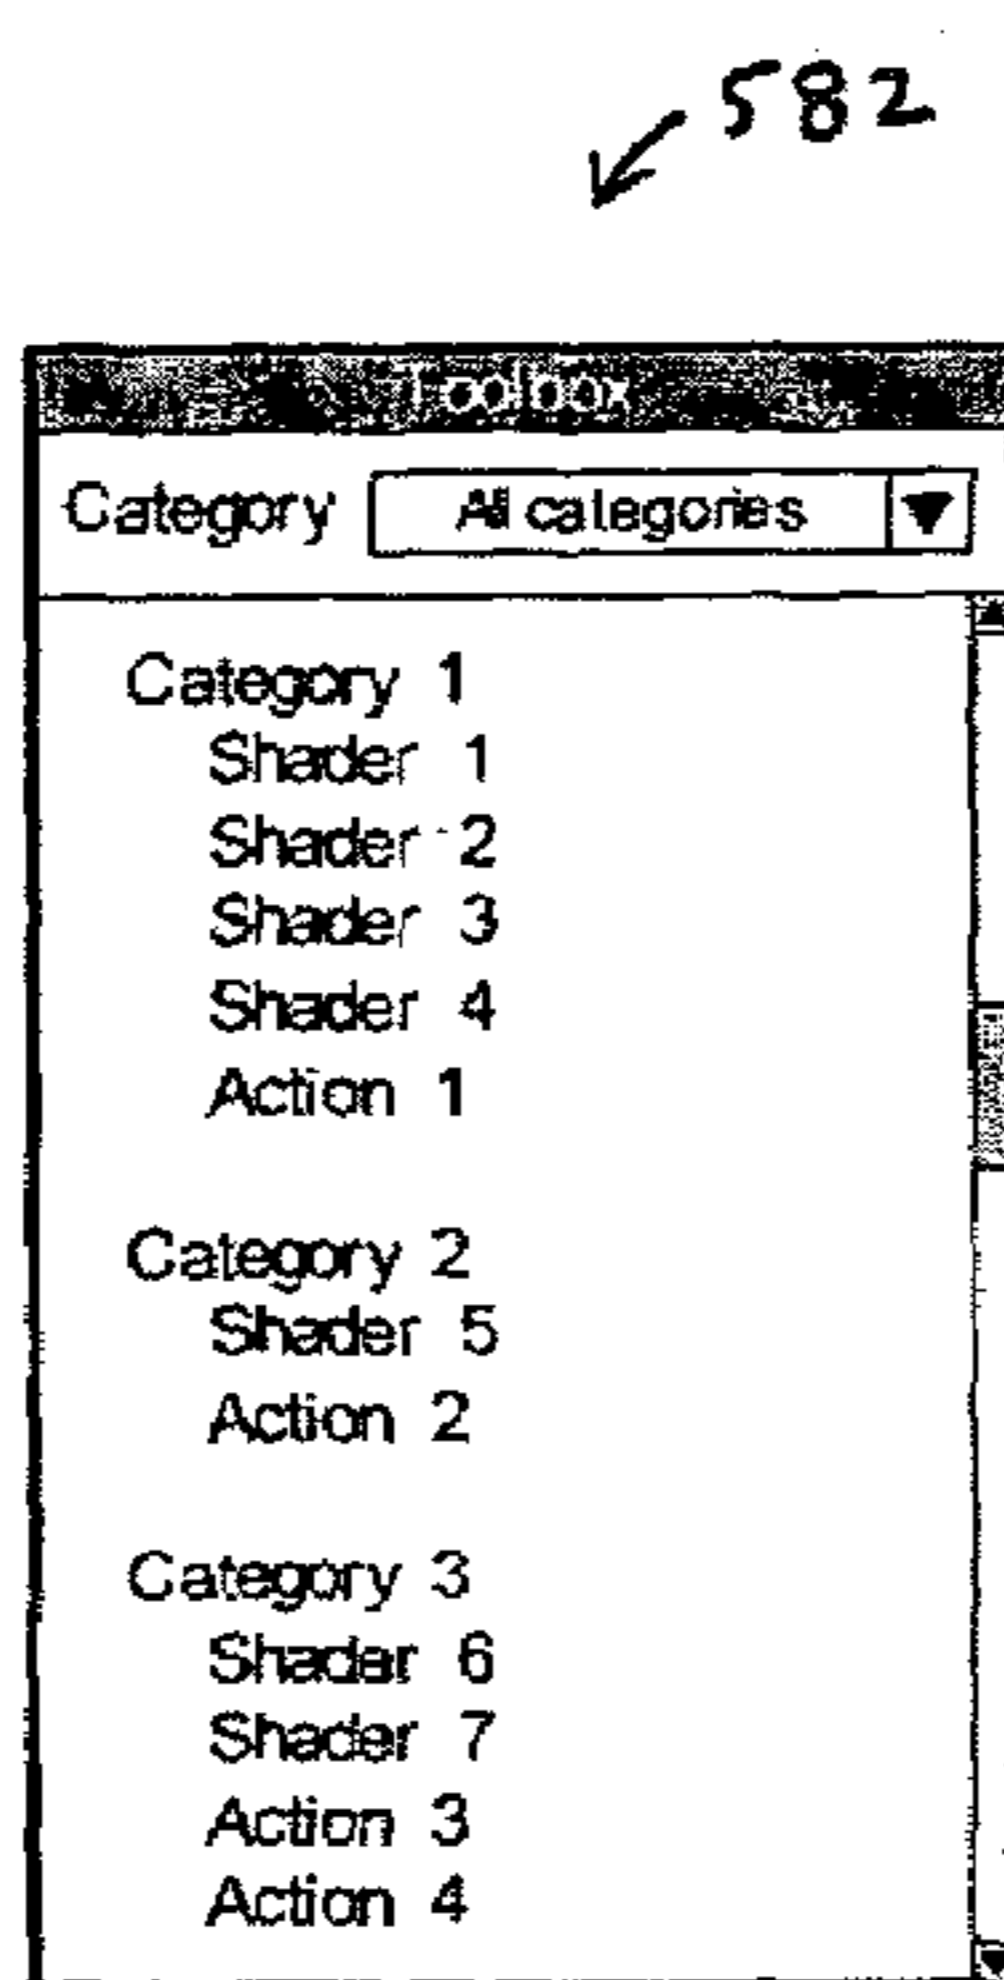 582
Toolbox
Category All categories
Category 1
Shader 1
Shader 2
Shader 3
Shader 4
Action 1
Category 2
Shader 5
Action 2
Category 3
Shader 6
Shader 7
Action 3
Action 4